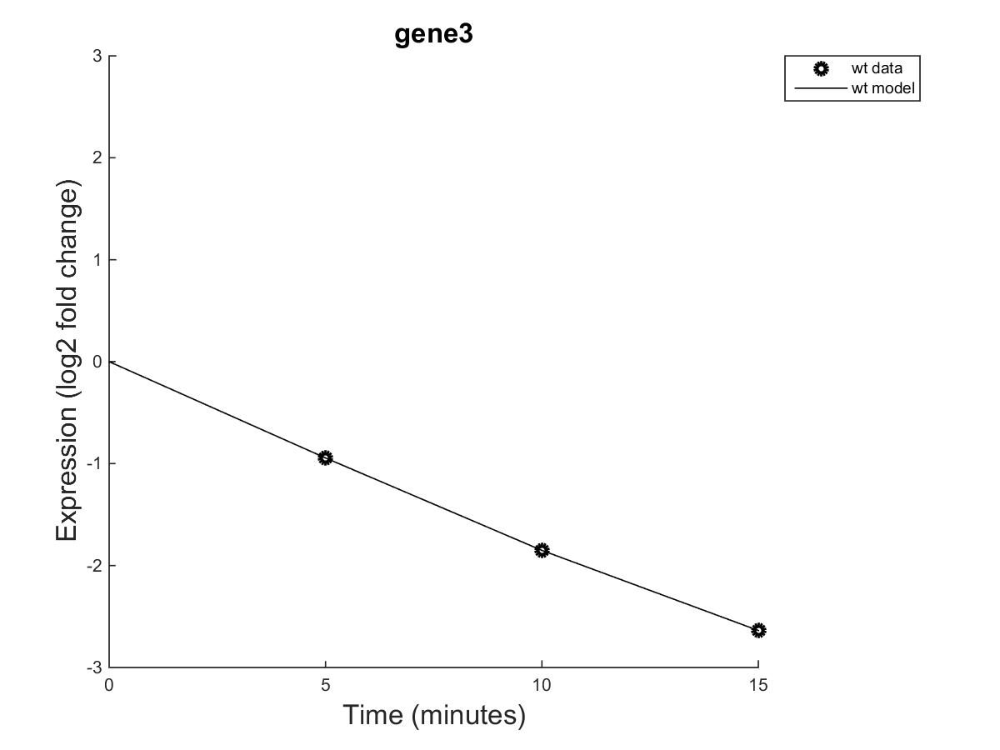 gene3
wt data
wt model
3
2
1
0
-1
-2
-3
Expression (log2 fold change)
0 5 10 15
Time (minutes)